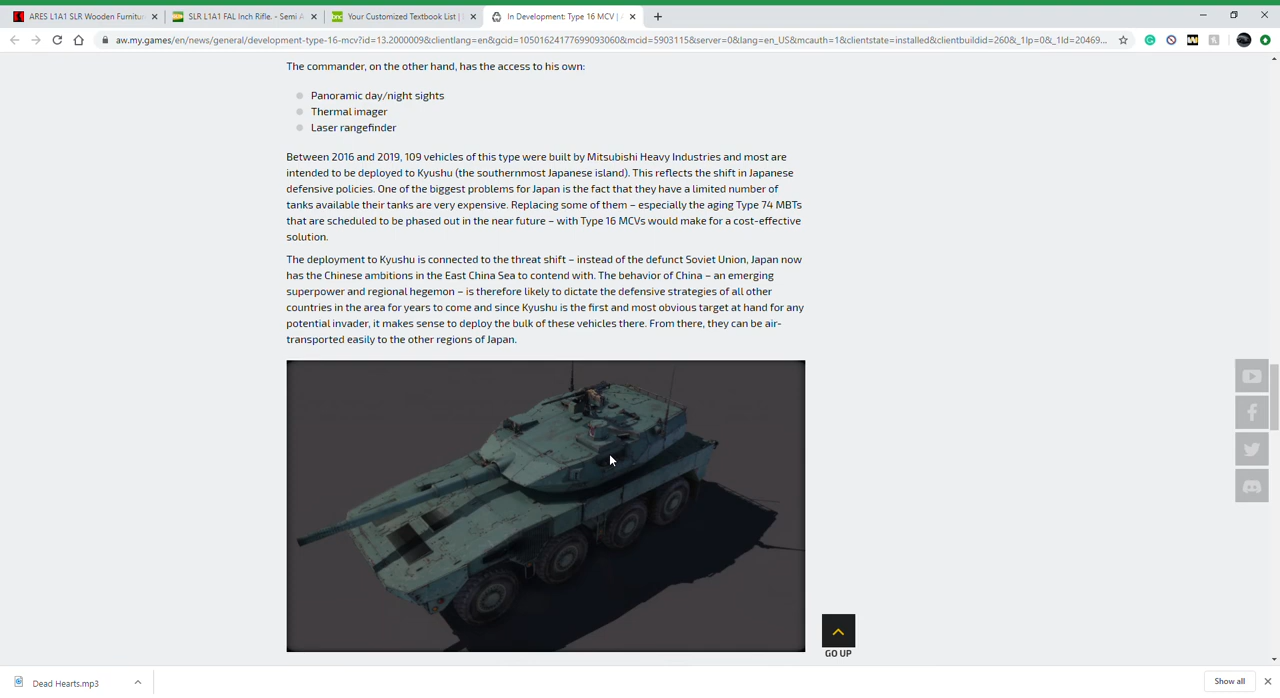 ARES L1A1 SLR Wooden Furnitur
SLR L1A1 FAL Inch Rifle. - Semi A
bnc
Your Customized Textbook List |
In Development: Type 16 MCV | A
aw.my.games/en/news/general/development-type-16-mcv?id=13.2000009&clientlang=en&gcid=10501624177699093060&mcid=5903115&server=0&lang=en_US&mcauth=1&clientstate=installed&clientbuildid=260&_1lp=0&_1ld=20469...
The commander, on the other hand, has the access to his own:
Panoramic day/night sights
Thermal imager
Laser rangefinder
Between 2016 and 2019, 109 vehicles of this type were built by Mitsubishi Heavy Industries and most are
intended to be deployed to Kyushu (the southernmost Japanese island). This reflects the shift in Japanese
defensive policies. One of the biggest problems for Japan is the fact that they have a limited number of
tanks available their tanks are very expensive. Replacing some of them – especially the aging Type 74 MBTs
that are scheduled to be phased out in the near future – with Type 16 MCVs would make for a cost-effective
solution.
The deployment to Kyushu is connected to the threat shift – instead of the defunct Soviet Union, Japan now
has the Chinese ambitions in the East China Sea to contend with. The behavior of China – an emerging
superpower and regional hegemon – is therefore likely to dictate the defensive strategies of all other
countries in the area for years to come and since Kyushu is the first and most obvious target at hand for any
potential invader, it makes sense to deploy the bulk of these vehicles there. From there, they can be air-
transported easily to the other regions of Japan.
GO UP
Dead Hearts.mp3
Show all